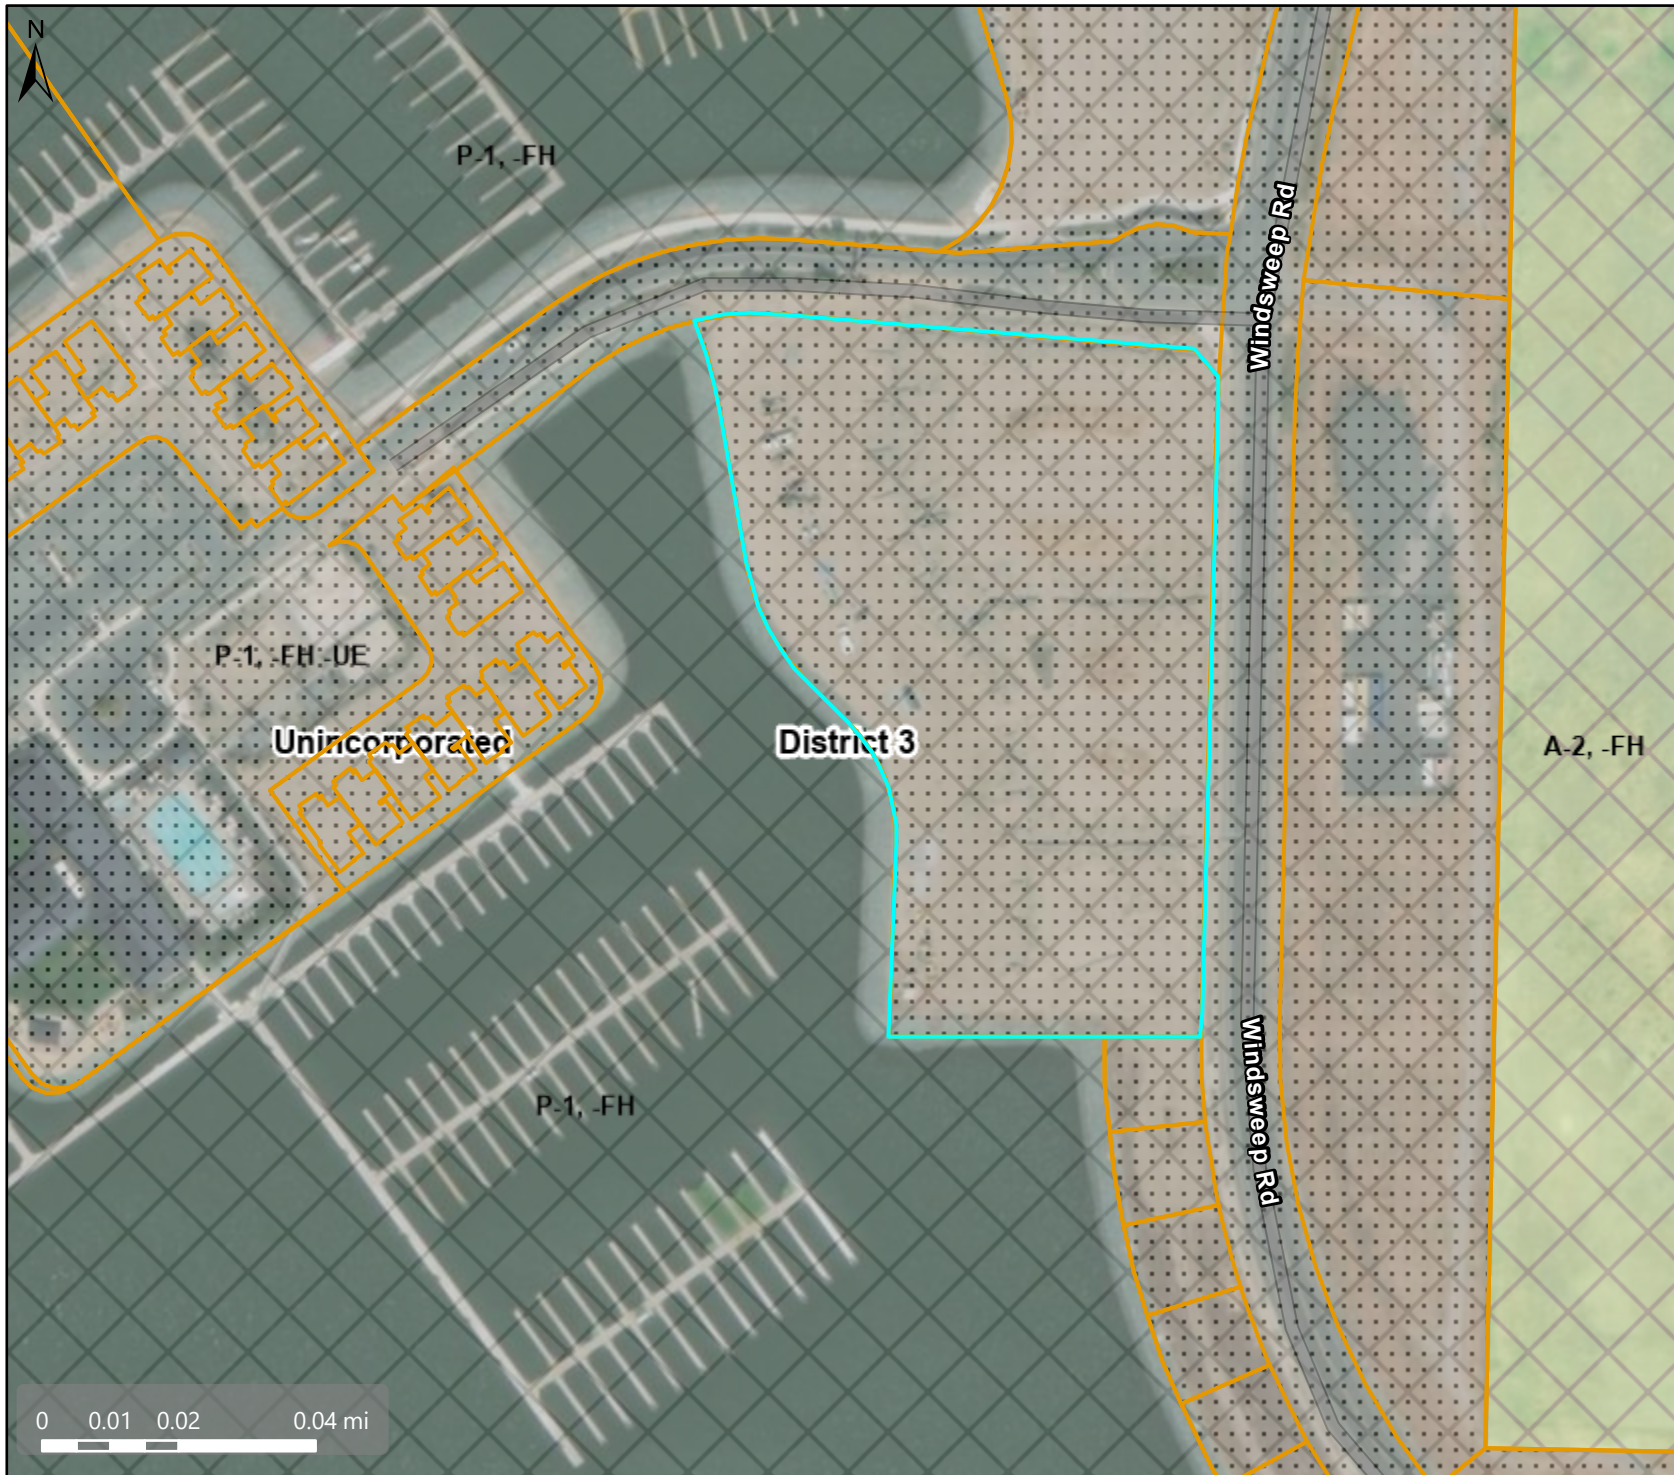 N
P-1, -FH
Windsweep Rd
P-1, -FH -UE
Unincorporated
District 3
A-2, -FH
Windsweep Rd
P-1, -FH
0 0.01 0.02 0.04 mi